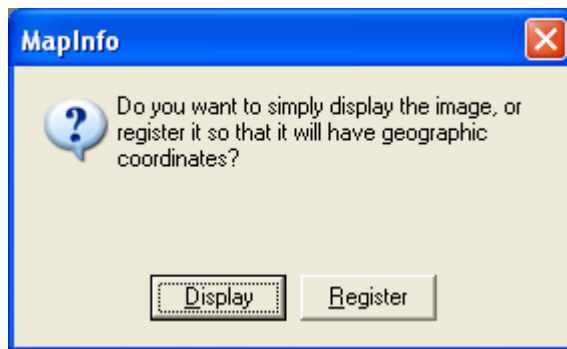 MapInfo
Do you want to simply display the image, or
register it so that it will have geographic
coordinates?
Display
Register